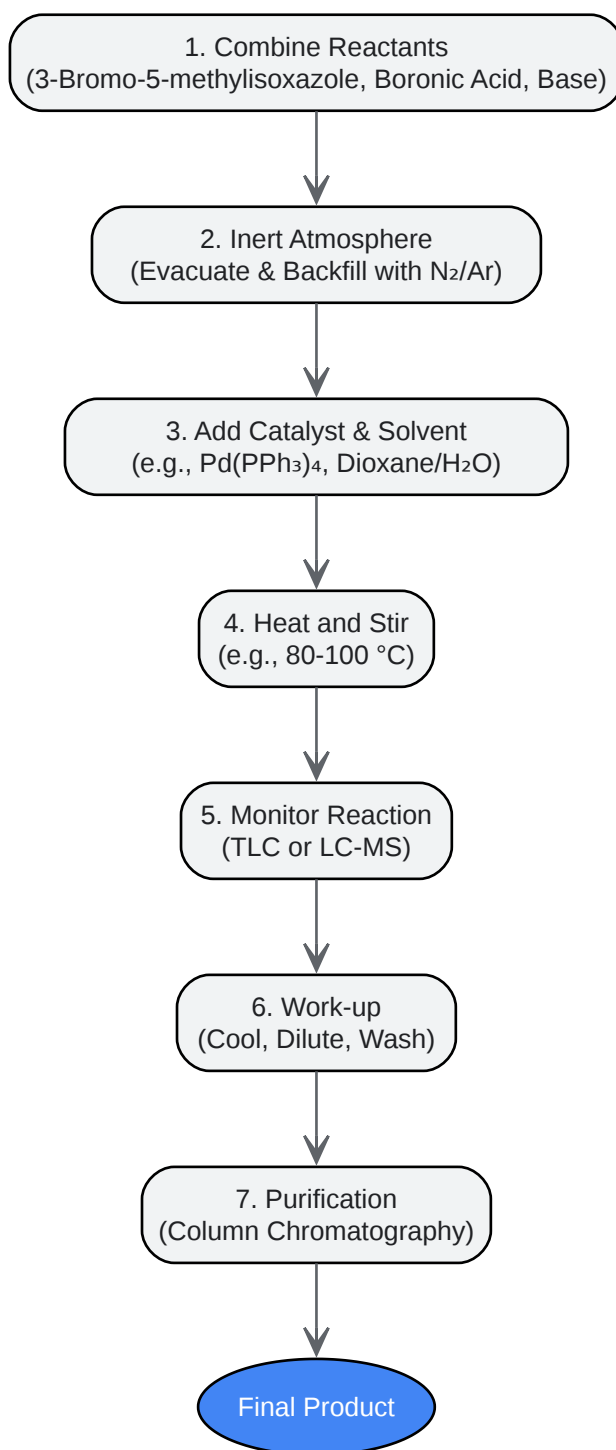 1. Combine Reactants
(3-Bromo-5-methylisoxazole, Boronic Acid, Base)
2. Inert Atmosphere
(Evacuate & Backfill with N₂/Ar)
3. Add Catalyst & Solvent
(e.g., Pd(PPh₃)₄, Dioxane/H₂O)
4. Heat and Stir
(e.g., 80-100 °C)
5. Monitor Reaction
(TLC or LC-MS)
6. Work-up
(Cool, Dilute, Wash)
7. Purification
(Column Chromatography)
Final Product